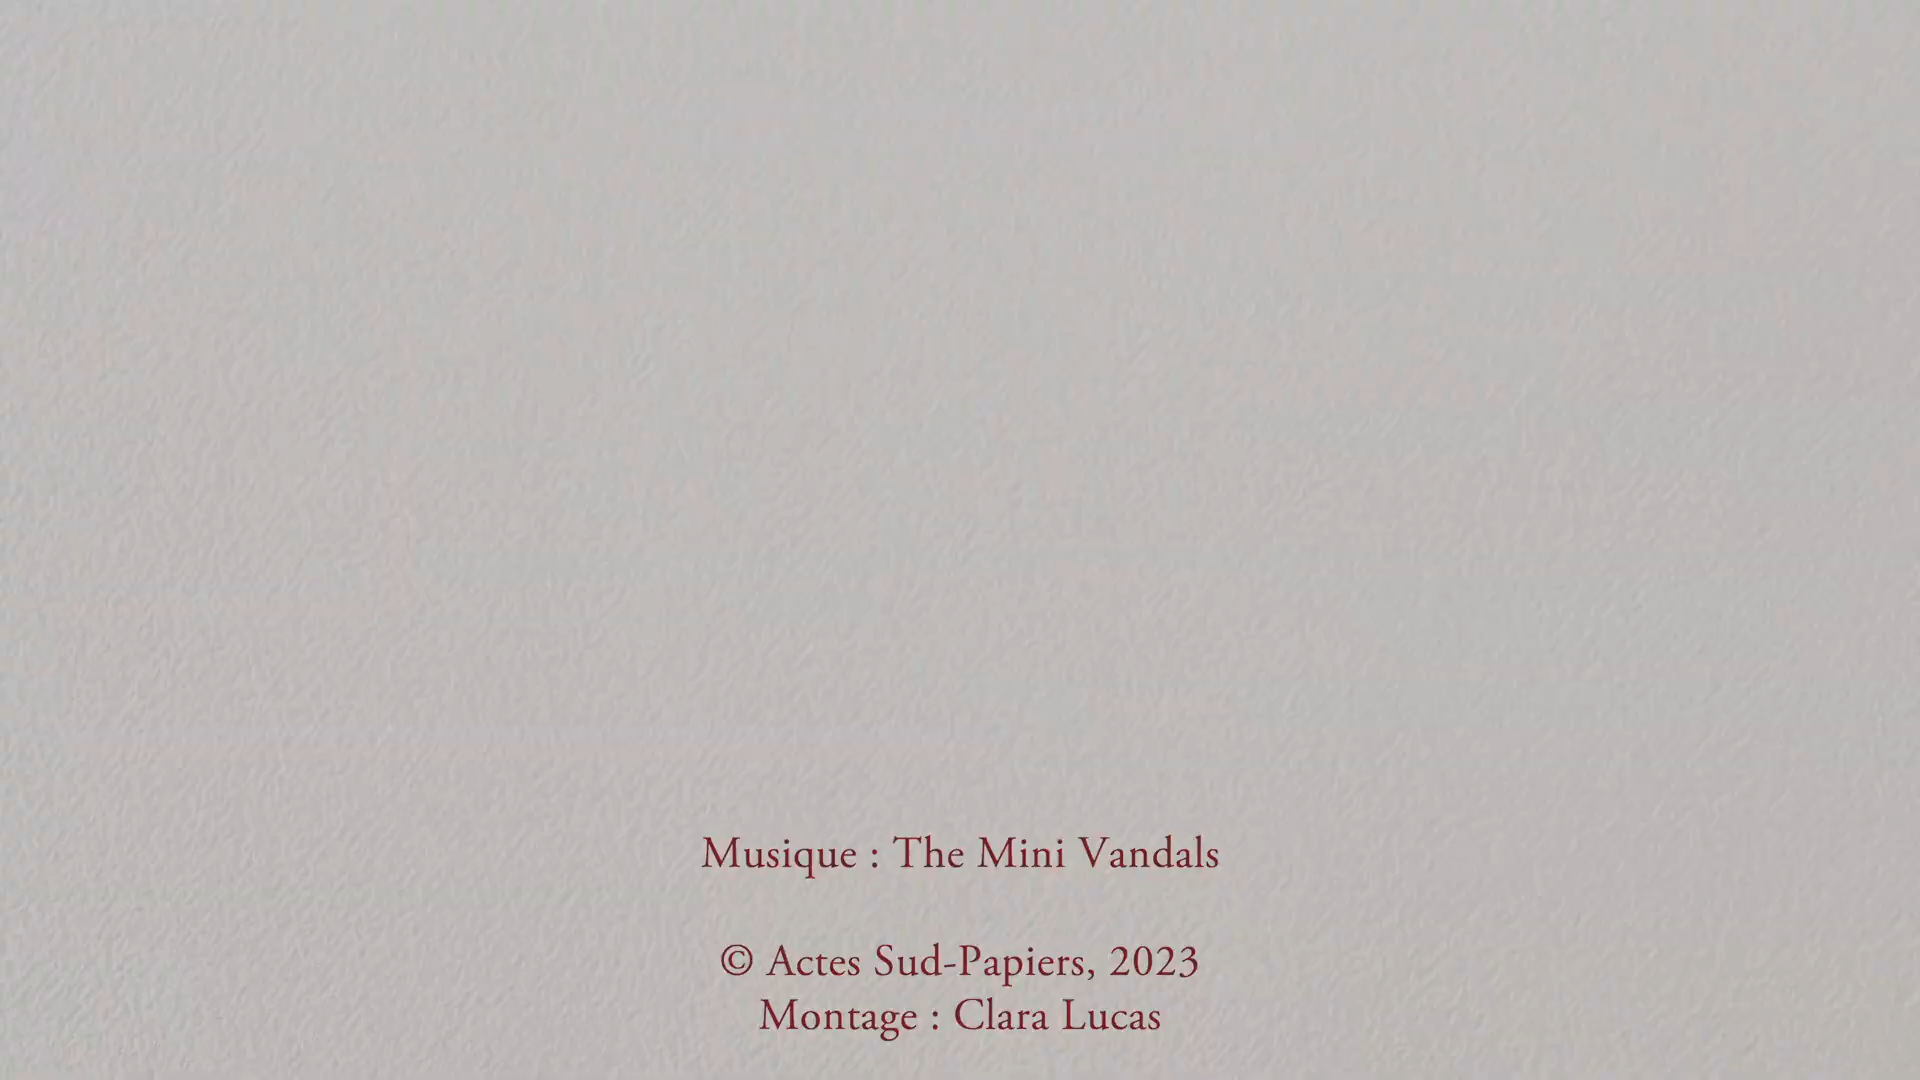 Musique : The Mini Vandals
© Actes Sud-Papiers, 2023
Montage : Clara Lucas